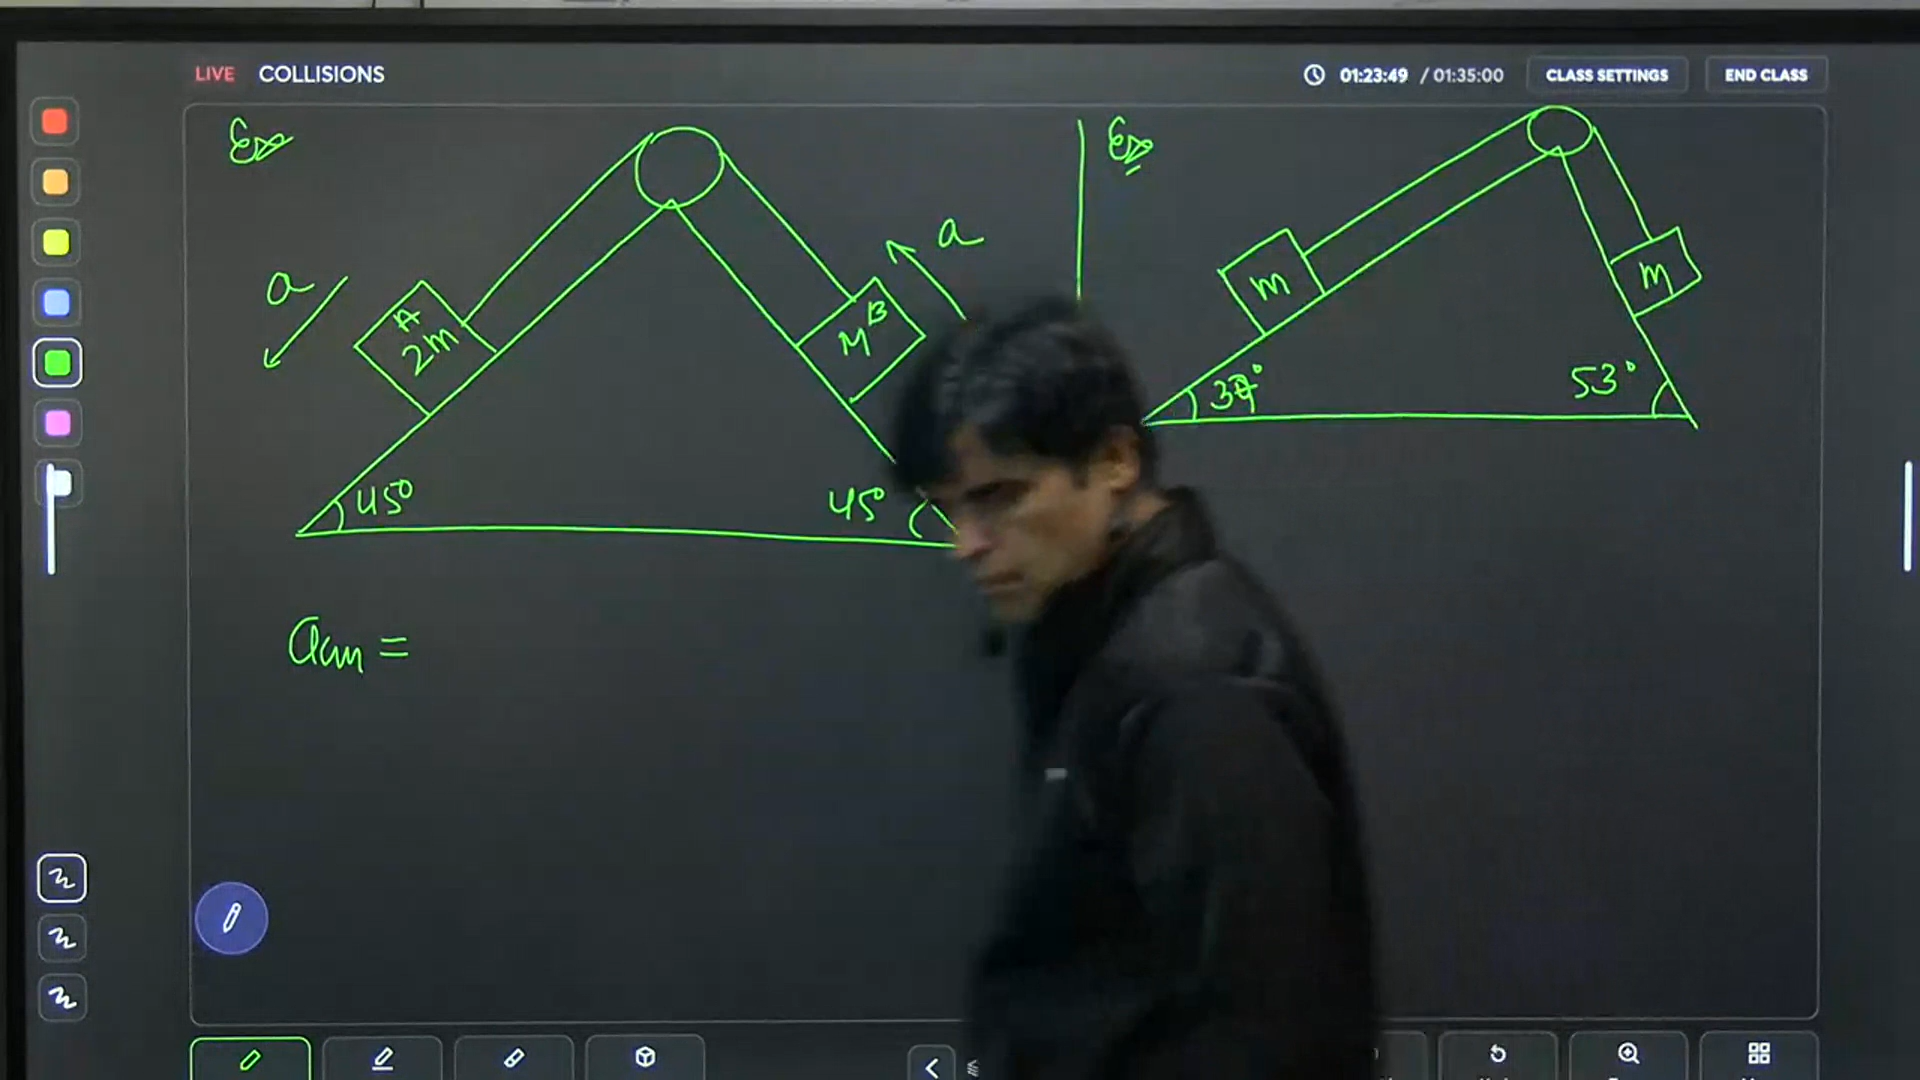 LIVE COLLISIONS 01:23:49 / 01:35:00 CLASS SETTINGS END CLASS
Ex
a
A
2m
B
M
a
45°
45°
acm =
Ex
m
m
37°
53°